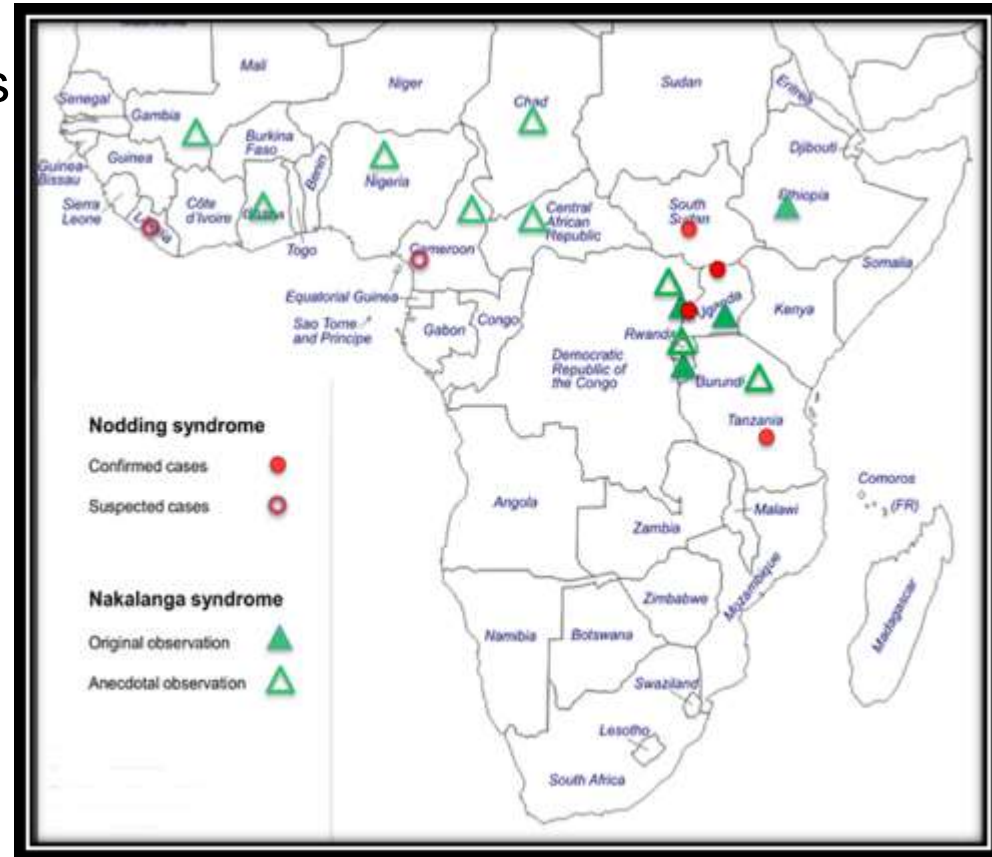 s
Mali
Niger
Sudan
Eritrea
Senegal
Gambia
Chad
Burkina
Faso
Djibouti
Guinea
Benin
Guinea-
Bissau
Nigeria
Ethiopia
Sierra
Leone
Côte
d'Ivoire
South
Sudan
Central
African
Republic
Togo
Cameroon
Somalia
Equatorial Guinea
Sao Tome
and Principe
Gabon
Congo
Uganda
Kenya
Rwanda
Democratic
Republic of
the Congo
Burundi
Tanzania
Nodding syndrome
Confirmed cases
Suspected cases
Comoros
(FR)
Angola
Malawi
Zambia
Mozambique
Madagascar
Zimbabwe
Nakalanga syndrome
Original observation
Anecdotal observation
Namibia
Botswana
Swaziland
Lesotho
South Africa